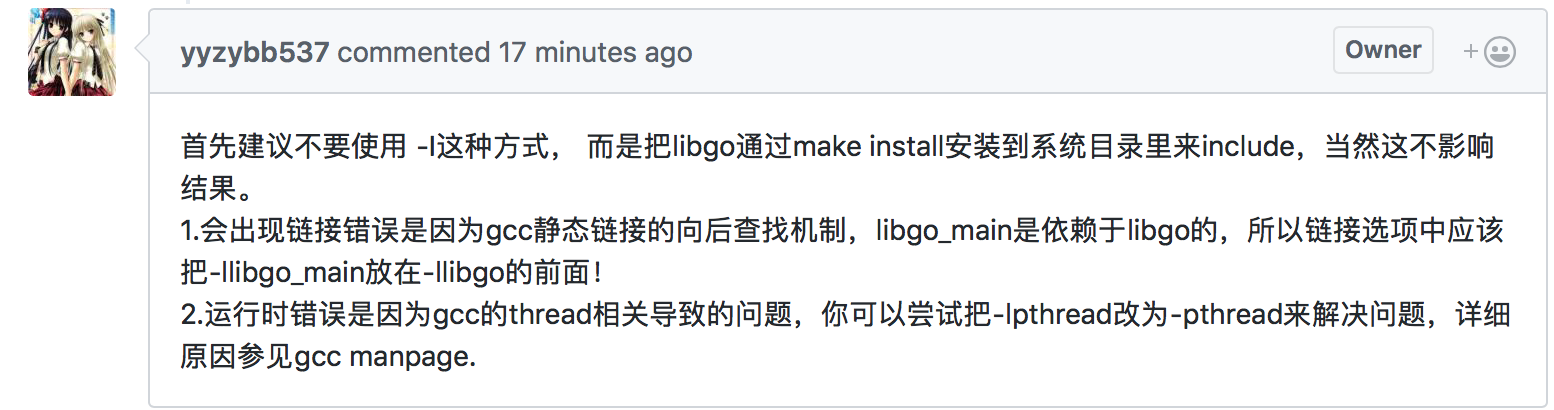 yyzybb537 commented 17 minutes ago Owner +
首先建议不要使用 -I这种方式， 而是把libgo通过make install安装到系统目录里来include，当然这不影响
结果。
1.会出现链接错误是因为gcc静态链接的向后查找机制，libgo_main是依赖于libgo的，所以链接选项中应该
把-llibgo_main放在-llibgo的前面！
2.运行时错误是因为gcc的thread相关导致的问题，你可以尝试把-lpthread改为-pthread来解决问题，详细
原因参见gcc manpage.